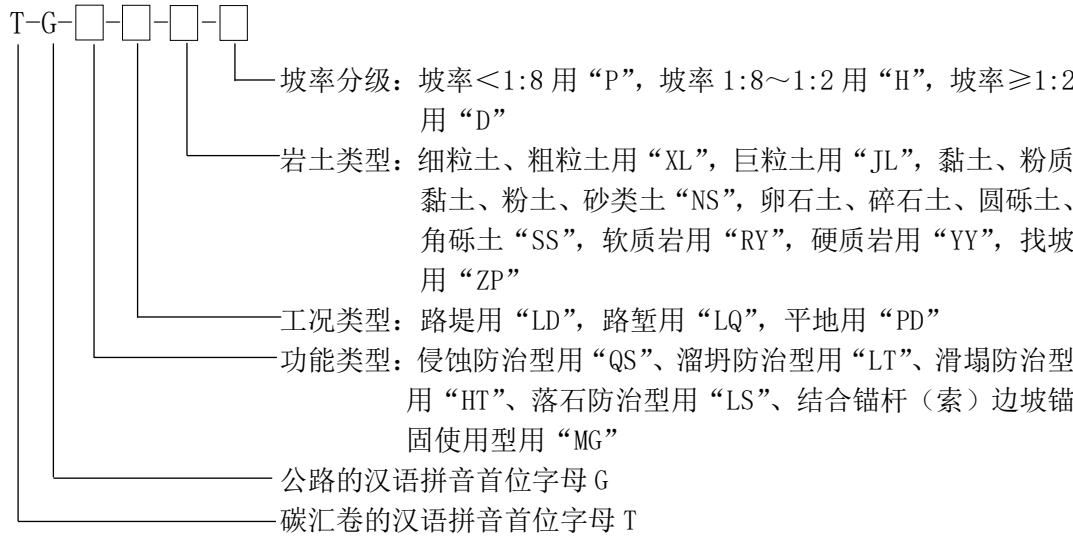 T-G-□-□-□-□
坡率分级：坡率＜1:8 用“P”，坡率 1:8～1:2 用“H”，坡率≥1:2
用“D”
岩土类型：细粒土、粗粒土用“XL”，巨粒土用“JL”，黏土、粉质
黏土、粉土、砂类土“NS”，卵石土、碎石土、圆砾土、
角砾土“SS”，软质岩用“RY”，硬质岩用“YY”，找坡
用“ZP”
工况类型：路堤用“LD”，路堑用“LQ”，平地用“PD”
功能类型：侵蚀防治型用“QS”、溜坍防治型用“LT”、滑塌防治型
用“HT”、落石防治型用“LS”、结合锚杆（索）边坡锚
固使用型用“MG”
公路的汉语拼音首位字母 G
碳汇卷的汉语拼音首位字母 T